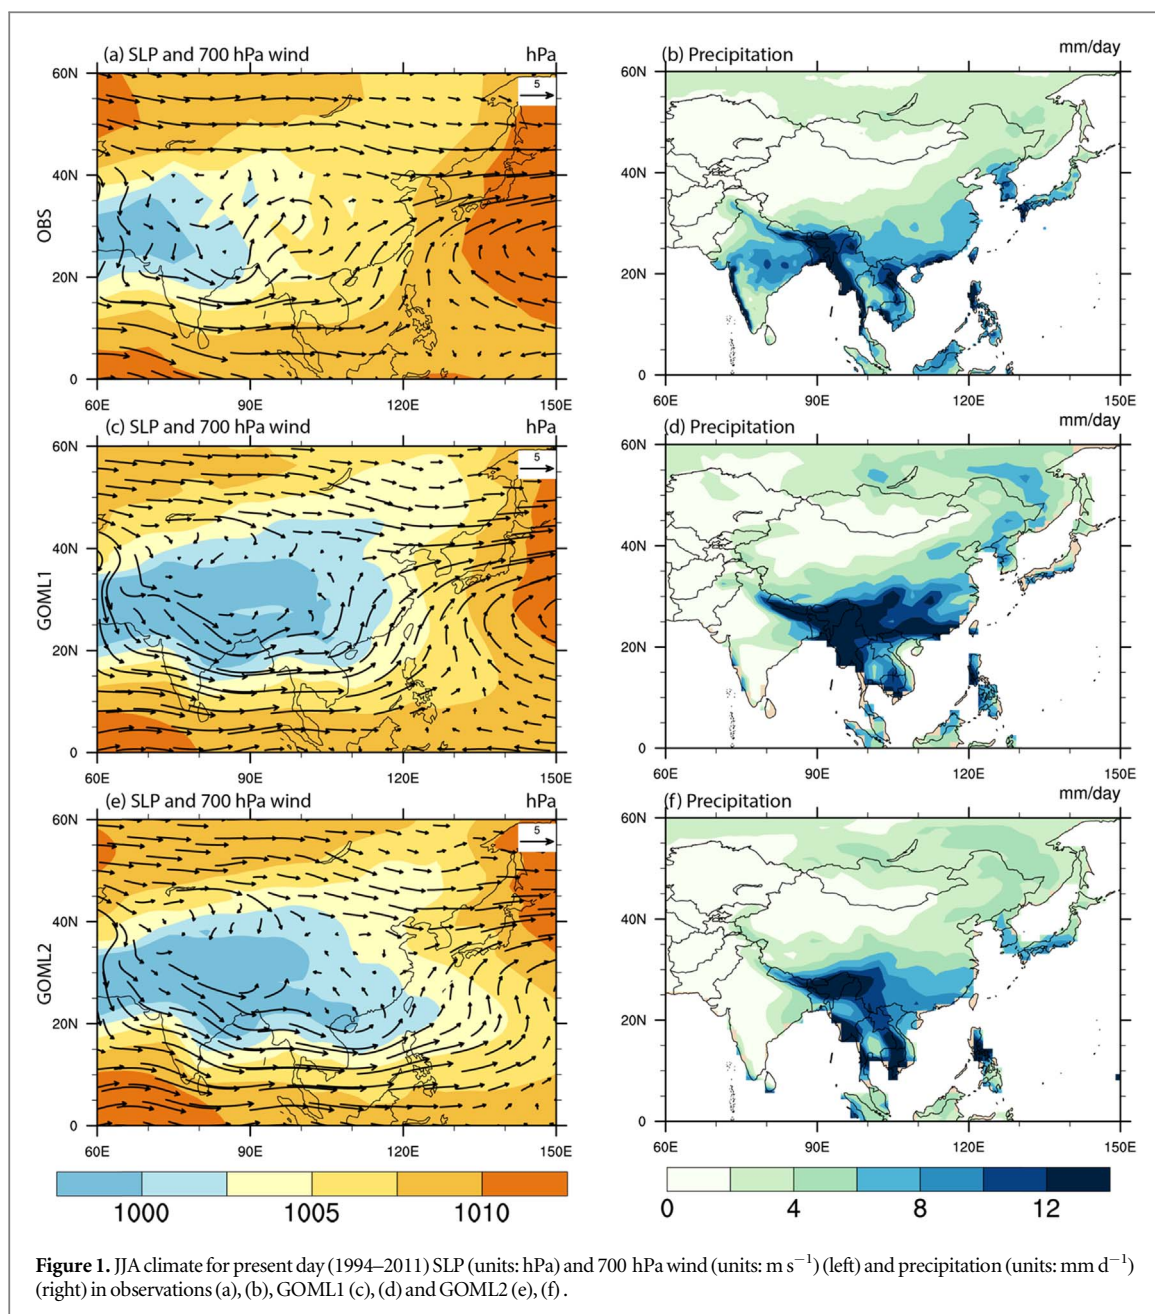 (a) SLP and 700 hPa wind hPa
60N
5
40N
OBS
20N
0
60E 90E 120E 150E
(b) Precipitation mm/day
60N
40N
20N
0
60E 90E 120E 150E
(c) SLP and 700 hPa wind hPa
60N
5
40N
GOML1
20N
0
60E 90E 120E 150E
(d) Precipitation mm/day
60N
40N
20N
0
60E 90E 120E 150E
(e) SLP and 700 hPa wind hPa
60N
5
40N
GOML2
20N
0
60E 90E 120E 150E
(f) Precipitation mm/day
60N
40N
20N
0
60E 90E 120E 150E
1000 1005 1010
0 4 8 12
Figure 1. JJA climate for present day (1994–2011) SLP (units: hPa) and 700 hPa wind (units: m s⁻¹) (left) and precipitation (units: mm d⁻¹)
(right) in observations (a), (b), GOML1 (c), (d) and GOML2 (e), (f) .